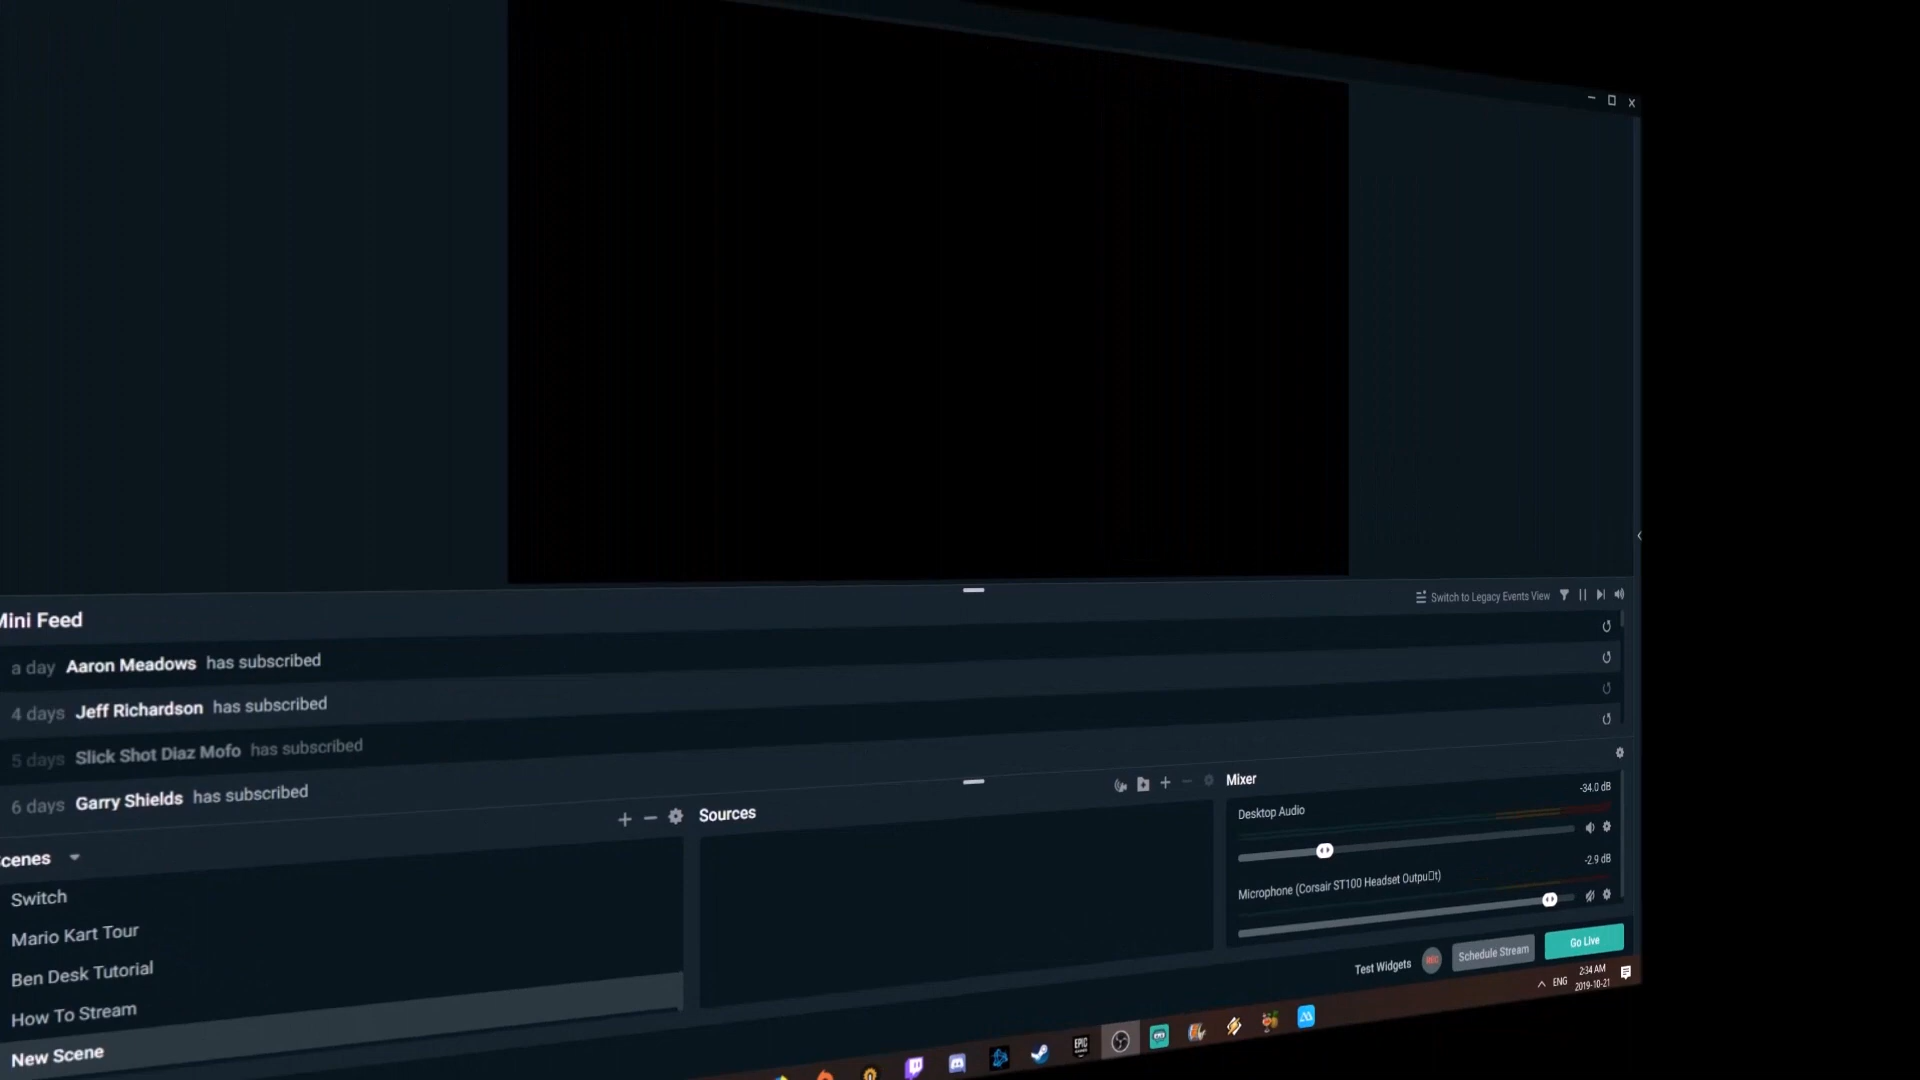 Mini Feed
Switch to Legacy Events View
a day Aaron Meadows has subscribed
4 days Jeff Richardson has subscribed
5 days Slick Shot Diaz Mofo has subscribed
6 days Garry Shields has subscribed
cenes
Switch
Mario Kart Tour
Ben Desk Tutorial
How To Stream
New Scene
Sources
Mixer
Desktop Audio
-34.0 dB
Microphone (Corsair ST100 Headset Outpu▯t)
-2.9 dB
Test Widgets
REC
Schedule Stream
Go Live
EPIC
ENG
2:34 AM
2019-10-21